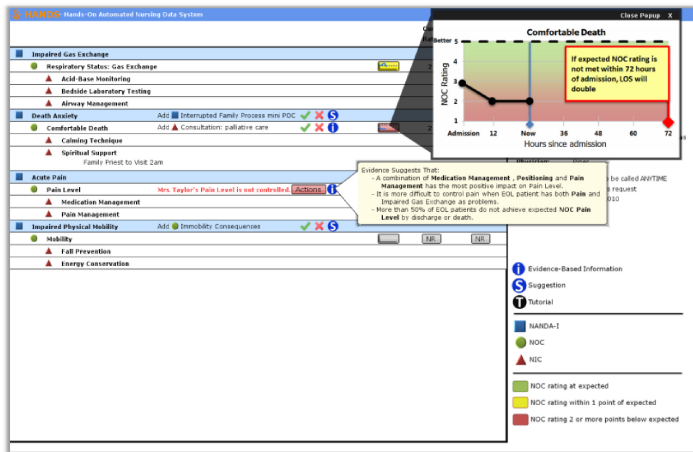 HANDS Hands-On Automated Nursing Data System
Close Popup X
Comfortable Death
Better 5
4
3
2
1
NOC Rating
Admission 12 Now 36 48 60 72
Hours since admission
If expected NOC rating is
not met within 72 hours
of admission, LOS will
double
Impaired Gas Exchange
Respiratory Status: Gas Exchange
Acid-Base Monitoring
Bedside Laboratory Testing
Airway Management
Death Anxiety Add Interrupted Family Process mini POC S
Comfortable Death Add Consultation: palliative care i
Calming Technique
Spiritual Support
Family Priest to Visit 2am
Acute Pain
Pain Level Mrs. Taylor's Pain Level is not controlled. Actions i
Medication Management
Pain Management
Impaired Physical Mobility Add Immobility Consequences S
Mobility NR NR
Fall Prevention
Energy Conservation
Evidence Suggests That:
- A combination of Medication Management , Positioning and Pain
Management has the most positive impact on Pain Level.
- It is more difficult to control pain when EOL patient has both Pain and
Impaired Gas Exchange as problems.
- More than 50% of EOL patients do not achieve expected NOC Pain
Level by discharge or death.
be called ANYTIME
request
010
i Evidence-Based Information
S Suggestion
T Tutorial
NANDA-I
NOC
NIC
NOC rating at expected
NOC rating within 1 point of expected
NOC rating 2 or more points below expected